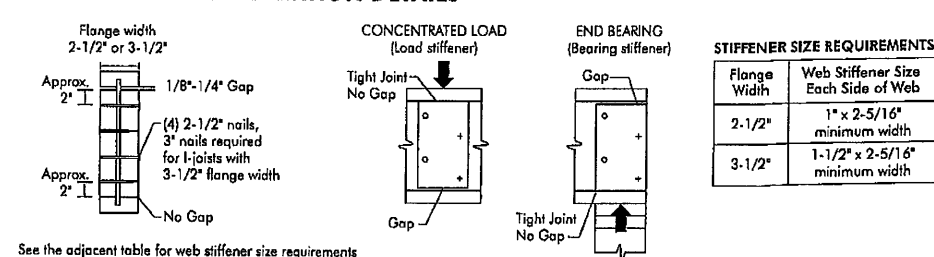 Flange width
2-1/2" or 3-1/2"
Approx.
2"
1/8"-1/4" Gap
(4) 2-1/2" nails,
3" nails required
for I-joists with
3-1/2" flange width
Approx.
2"
No Gap
See the adjacent table for web stiffener size requirements
CONCENTRATED LOAD
(Load stiffener)
Tight Joint
No Gap
Gap
END BEARING
(Bearing stiffener)
Gap
Tight Joint
No Gap
STIFFENER SIZE REQUIREMENTS
Flange Width
Web Stiffener Size Each Side of Web
2-1/2"
1" x 2-5/16" minimum width
3-1/2"
1-1/2" x 2-5/16" minimum width